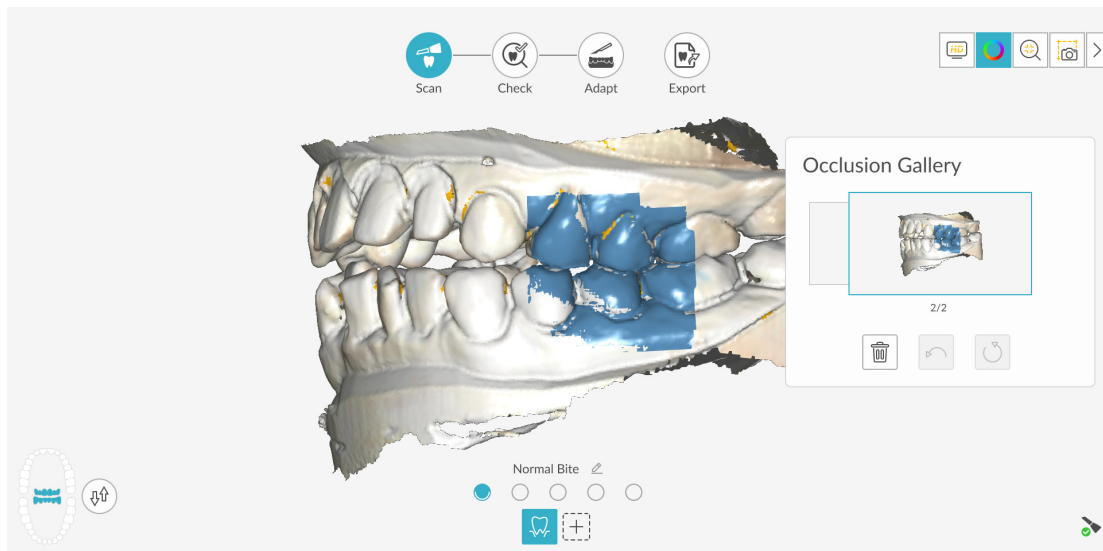 HD
Scan
Check
Adapt
Export
Occlusion Gallery
2/2
Normal Bite